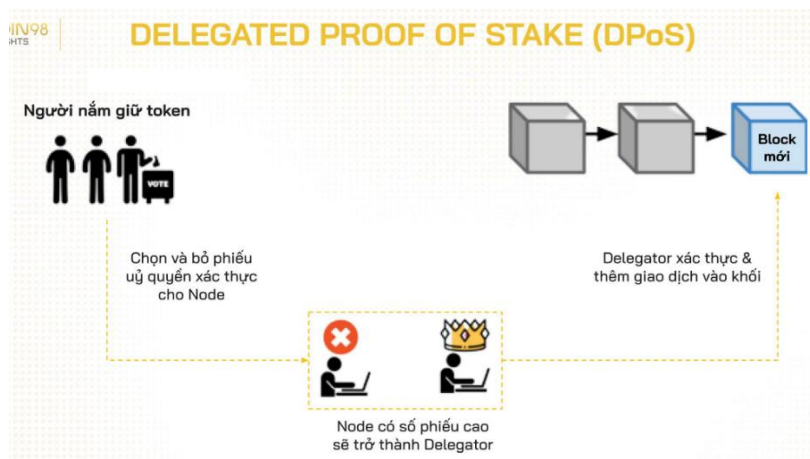 DELEGATED PROOF OF STAKE (DPoS)
Người nắm giữ token
VOTE
Block
mới
Chọn và bỏ phiếu
uỷ quyền xác thực
cho Node
Delegator xác thực &
thêm giao dịch vào khối
Node có số phiếu cao
sẽ trở thành Delegator